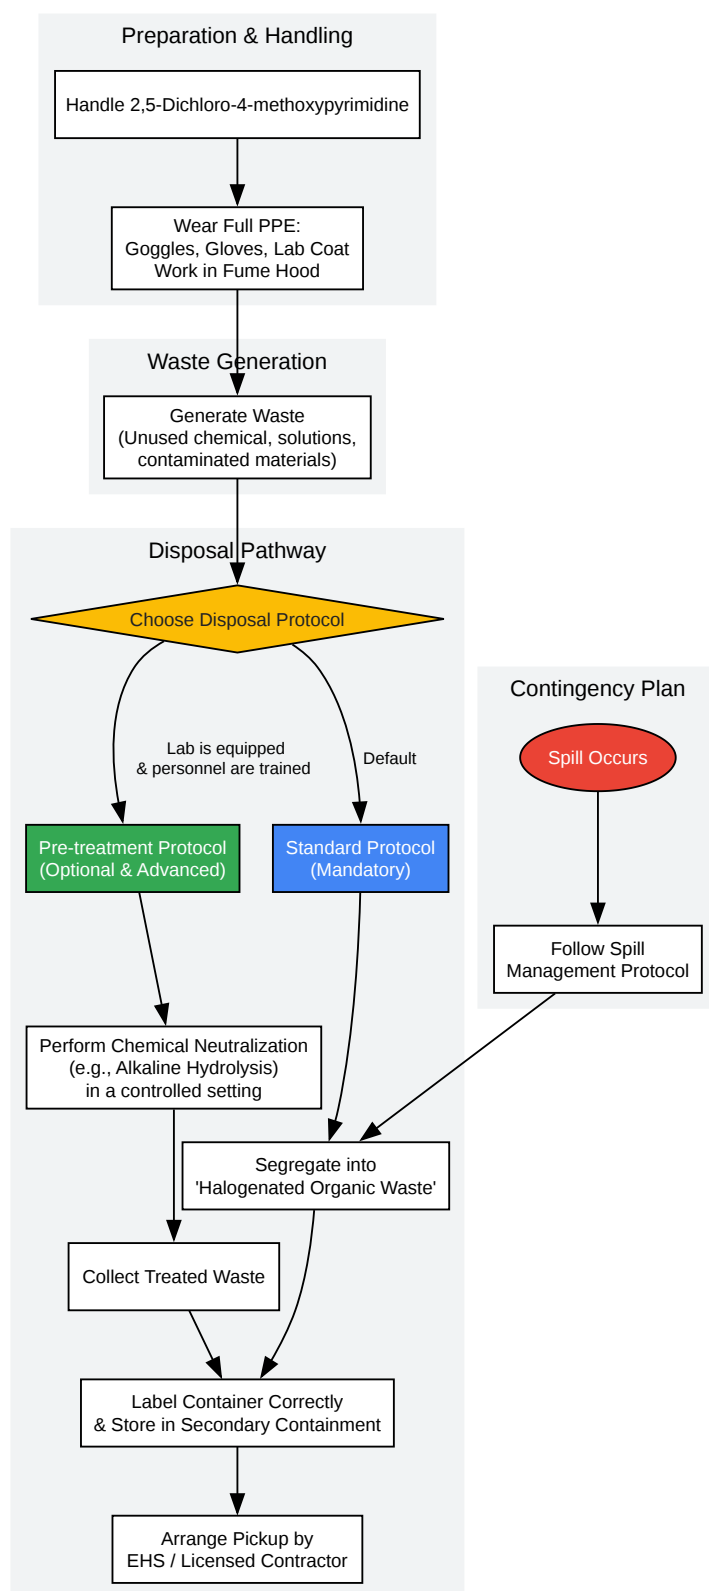 Preparation & Handling
Handle 2,5-Dichloro-4-methoxypyrimidine
Wear Full PPE:
Goggles, Gloves, Lab Coat
Work in Fume Hood
Waste Generation
Generate Waste
(Unused chemical, solutions,
contaminated materials)
Disposal Pathway
Choose Disposal Protocol
Lab is equipped
& personnel are trained
Default
Pre-treatment Protocol
(Optional & Advanced)
Standard Protocol
(Mandatory)
Perform Chemical Neutralization
(e.g., Alkaline Hydrolysis)
in a controlled setting
Segregate into
'Halogenated Organic Waste'
Collect Treated Waste
Label Container Correctly
& Store in Secondary Containment
Arrange Pickup by
EHS / Licensed Contractor
Contingency Plan
Spill Occurs
Follow Spill
Management Protocol